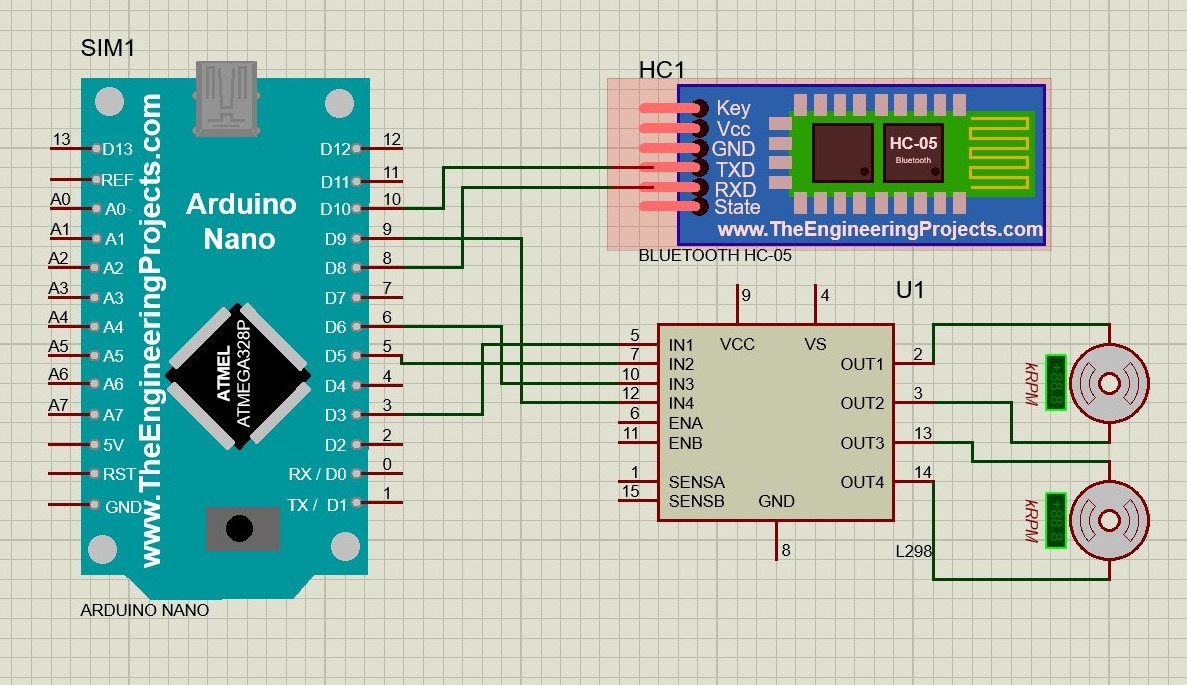 SIM1
13
D13
REF
A0
A0
A1
A1
A2
A2
A3
A3
A4
A4
A5
A5
A6
A6
A7
A7
5V
RST
GND
www.TheEngineeringProjects.com
Arduino
Nano
ATMEL
ATMEGA328P
D12
12
D11
11
D10
10
D9
9
D8
8
D7
7
D6
6
D5
5
D4
4
D3
3
D2
2
RX / D0
0
TX / D1
1
ARDUINO NANO
HC1
Key
Vcc
GND
TXD
RXD
State
HC-05
Bluetooth
www.TheEngineeringProjects.com
BLUETOOTH HC-05
U1
9
4
VCC
VS
5
IN1
7
IN2
10
IN3
12
IN4
6
ENA
11
ENB
1
SENSA
15
SENSB
GND
8
OUT1
2
OUT2
3
OUT3
13
OUT4
14
L298
kRPM
+88.8
kRPM
+88.8